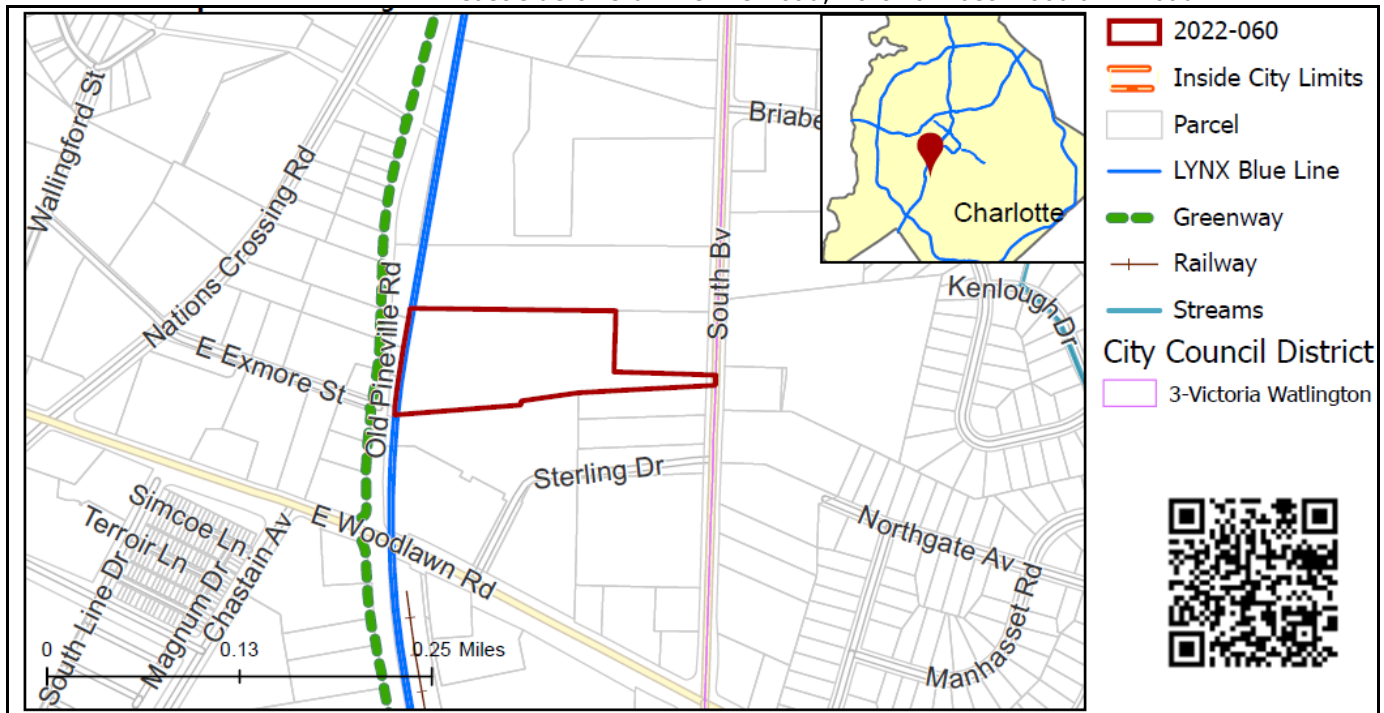 Wallingford St
Nations Crossing Rd
E Exmore St
Old Pineville Rd
South Bv
Charlotte
Kenlough Dr
Sterling Dr
E Woodlawn Rd
Northgate Av
Manhasset Rd
Simcoe Ln
Terroir Ln
South Line Dr
Magnum Dr
Chastain Av
0 0.13 0.25 Miles
2022-060
Inside City Limits
Parcel
LYNX Blue Line
Greenway
Railway
Streams
City Council District
3-Victoria Watlington